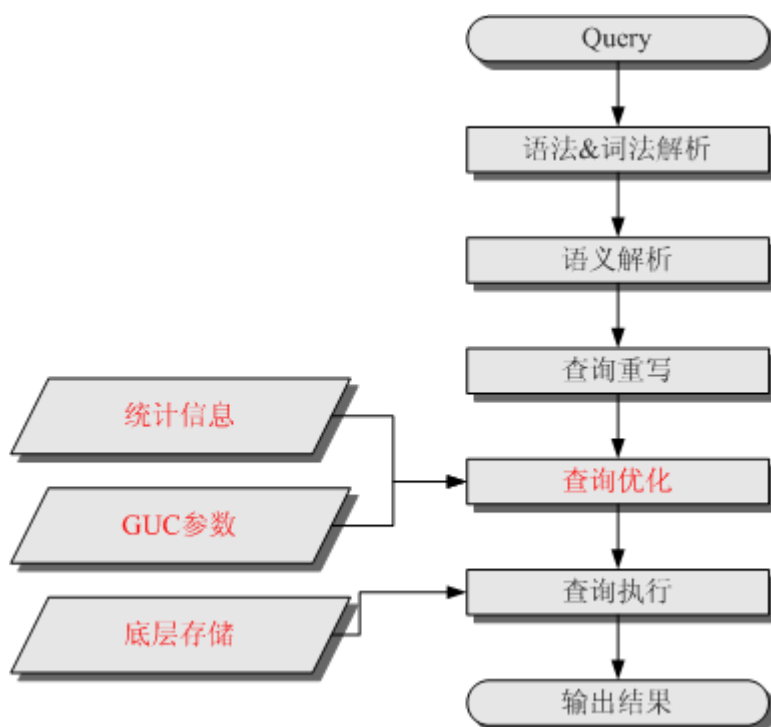 Query
语法&词法解析
语义解析
查询重写
统计信息
查询优化
GUC参数
查询执行
底层存储
输出结果